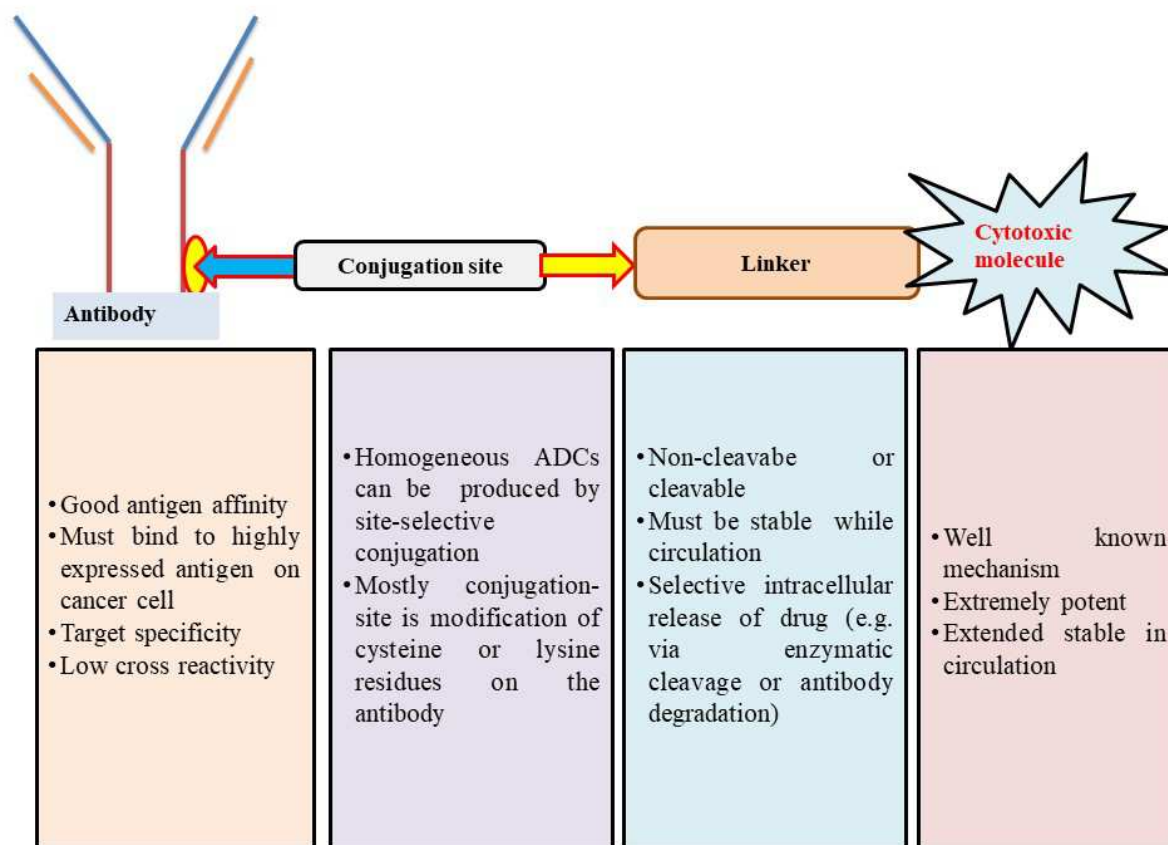 Cytotoxic
molecule
Conjugation site
Linker
Antibody
•Good antigen affinity
•Must bind to highly
expressed antigen on
cancer cell
•Target specificity
•Low cross reactivity
•Homogeneous ADCs
can be produced by
site-selective
conjugation
•Mostly conjugation-
site is modification of
cysteine or lysine
residues on the
antibody
•Non-cleavabe or
cleavable
•Must be stable while
circulation
•Selective intracellular
release of drug (e.g.
via enzymatic
cleavage or antibody
degradation)
•Well known
mechanism
•Extremely potent
•Extended stable in
circulation